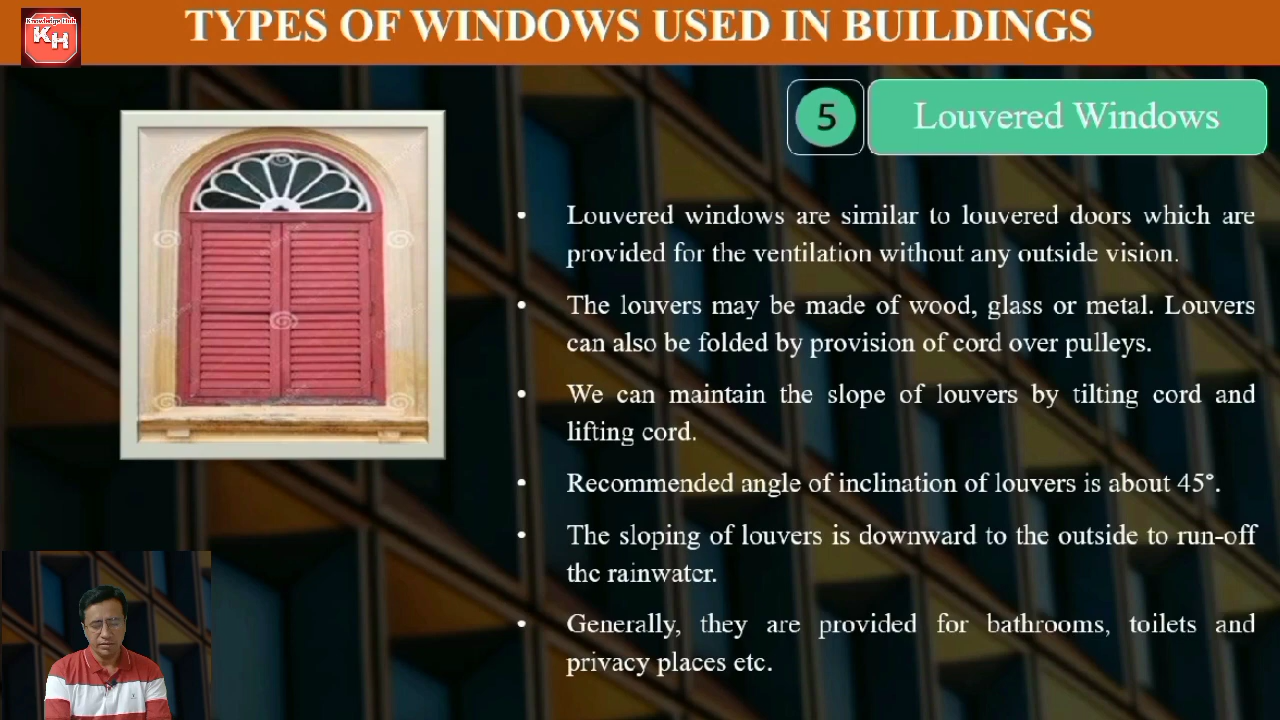 Knowledge Hub
KH
TYPES OF WINDOWS USED IN BUILDINGS
5
Louvered Windows
• Louvered windows are similar to louvered doors which are
provided for the ventilation without any outside vision.
• The louvers may be made of wood, glass or metal. Louvers
can also be folded by provision of cord over pulleys.
• We can maintain the slope of louvers by tilting cord and
lifting cord.
• Recommended angle of inclination of louvers is about 45°.
• The sloping of louvers is downward to the outside to run-off
the rainwater.
• Generally, they are provided for bathrooms, toilets and
privacy places etc.